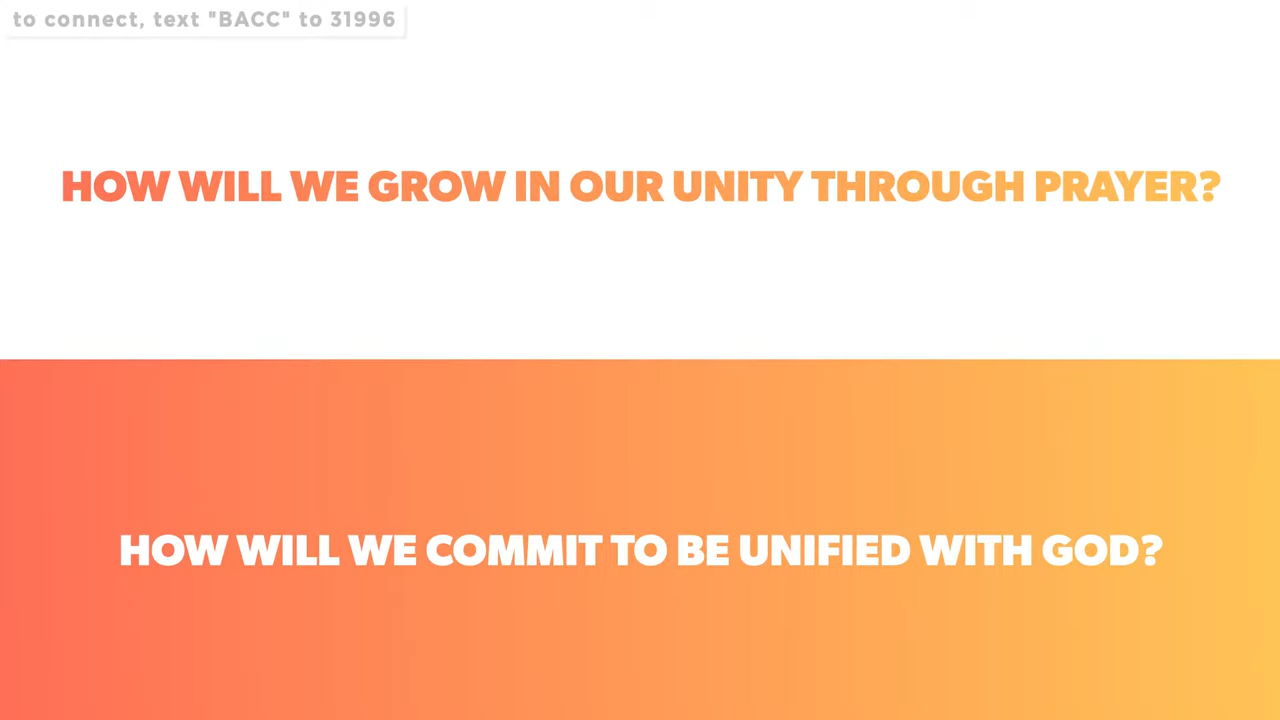 to connect, text "BACC" to 31996
HOW WILL WE GROW IN OUR UNITY THROUGH PRAYER?
HOW WILL WE COMMIT TO BE UNIFIED WITH GOD?